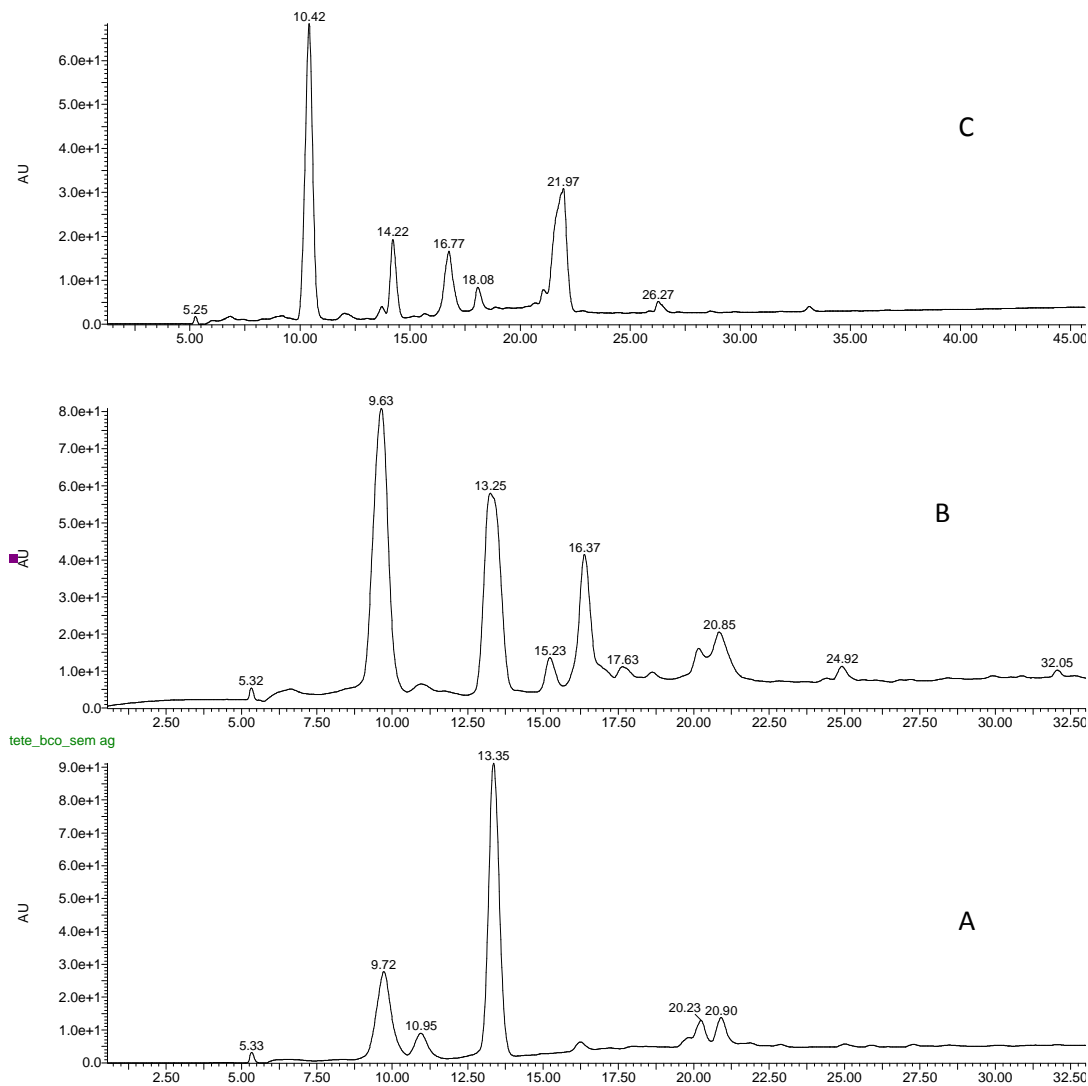 10.42
6.0e+1
5.0e+1
C
4.0e+1
AU
3.0e+1
21.97
14.22
2.0e+1
16.77
18.08
1.0e+1
26.27
5.25
0.0
5.00 10.00 15.00 20.00 25.00 30.00 35.00 40.00 45.00
8.0e+1
9.63
7.0e+1
6.0e+1
13.25
B
5.0e+1
AU
4.0e+1
16.37
3.0e+1
2.0e+1
20.85
15.23
17.63
24.92
32.05
1.0e+1
5.32
0.0
2.50 5.00 7.50 10.00 12.50 15.00 17.50 20.00 22.50 25.00 27.50 30.00 32.50
tete_bco_sem ag
9.0e+1
13.35
8.0e+1
7.0e+1
6.0e+1
5.0e+1
AU
A
4.0e+1
3.0e+1
9.72
2.0e+1
10.95
20.23 20.90
1.0e+1
5.33
0.0
2.50 5.00 7.50 10.00 12.50 15.00 17.50 20.00 22.50 25.00 27.50 30.00 32.50